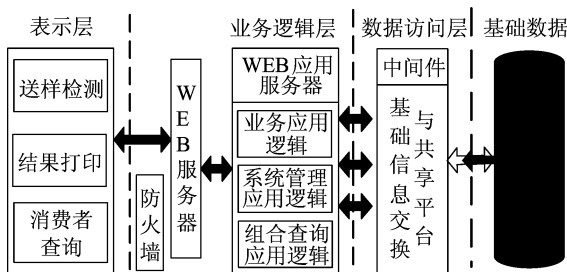 表示层
业务逻辑层
数据访问层
基础数据
送样检测
结果打印
消费者
查询
防火墙
WEB服务器
WEB应用
服务器
业务应用
逻辑
系统管理
应用逻辑
组合查询
应用逻辑
中间件
基础信息交换
与共享平台